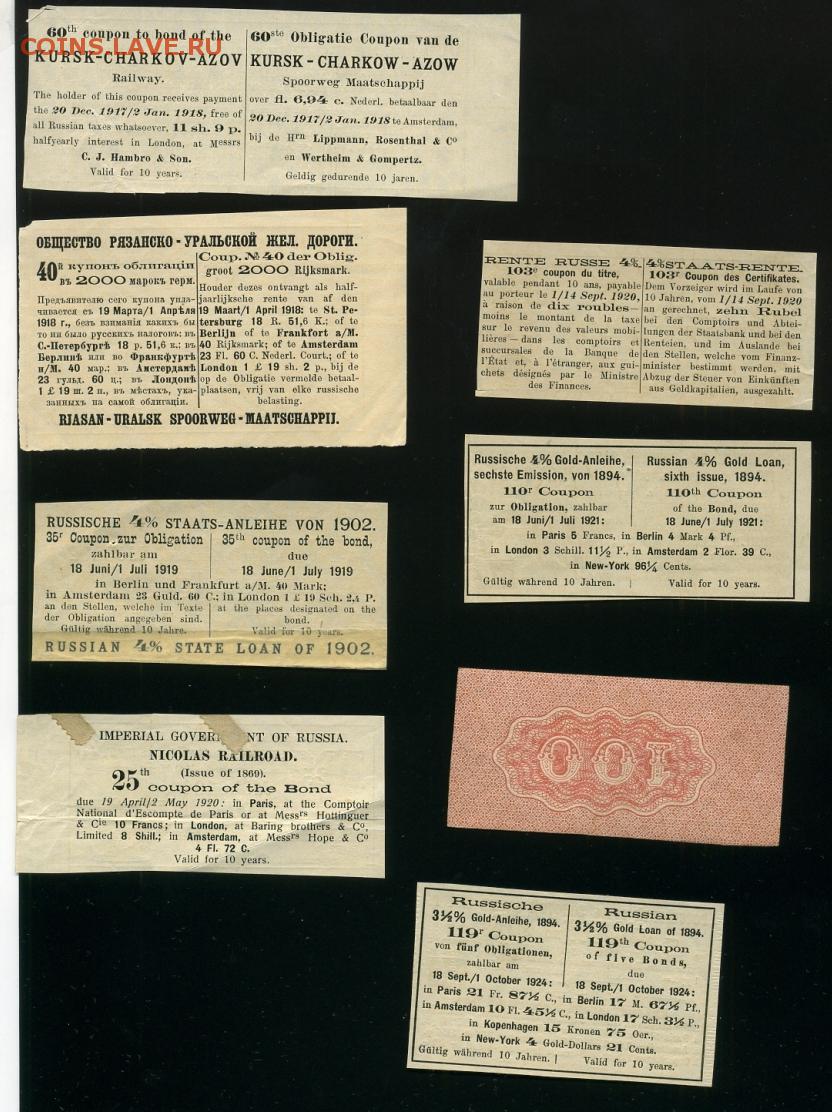 COINS.LAVE.RU
60th coupon to bond of the
KURSK-CHARKOV-AZOV
Railway.
The holder of this coupon receives payment
the 20 Dec. 1917/2 Jan. 1918, free of
all Russian taxes whatsoever, 11 sh. 9 p.
halfyearly interest in London, at Messrs
C. J. Hambro & Son.
Valid for 10 years.
60ste Obligatie Coupon van de
KURSK-CHARKOW-AZOW
Spoorweg Maatschappij
over fl. 6,94 c. Nederl. betaalbaar den
20 Dec. 1917/2 Jan. 1918 te Amsterdam,
bij de Hrn Lippmann, Rosenthal & Co
en Wertheim & Gompertz.
Geldig gedurende 10 jaren.
ОБЩЕСТВО РЯЗАНСКО-УРАЛЬСКОЙ ЖЕЛ. ДОРОГИ.
40й купонъ облигаціи
въ 2000 марокъ герм.
Предъявителю сего купона упла-
чивается съ 19 Марта/1 Апрѣля
1918 г., безъ взиманія какихъ бы
то ни было русскихъ налоговъ: въ
С.-Петербургѣ 18 р. 51,6 к.; въ
Берлинѣ или во Франкфуртѣ
н/М. 40 мар.; въ Амстердамѣ
23 гульд. 60 ц.; въ Лондонѣ
1 £ 19 ш. 2 п., въ мѣстахъ, ука-
занныхъ на самой облигаціи.
Coup. № 40 der Oblig.
groot 2000 Rijksmark.
Houder dezes ontvangt als half-
jaarlijksche rente van af den
19 Maart/1 April 1918: te St. Pe-
tersburg 18 R. 51,6 K.; of te
Berlijn of te Frankfort a/M.
40 Rijksmark; of te Amsterdam
23 Fl. 60 C. Nederl. Court.; of te
London 1 £ 19 sh. 2 p., bij de
op de Obligatie vermelde betaal-
plaatsen, vrij van elke russische
belasting.
RJASAN-URALSK SPOORWEG-MAATSCHAPPIJ.
RENTE RUSSE 4%.
103e coupon du titre,
valable pendant 10 ans, payable
au porteur le 1/14 Sept. 1920,
à raison de dix roubles—
moins le montant de la taxe
sur le revenu des valeurs mobi-
lières — dans les comptoirs et
succursales de la Banque de
l'État et, à l'étranger, aux gui-
chets désignés par le Ministre
des Finances.
4% STAATS-RENTE.
103r Coupon des Certifikates.
Dem Vorzeiger wird im Laufe von
10 Jahren, vom 1/14 Sept. 1920
an gerechnet, zehn Rubel
bei den Comptoirs und Abtei-
lungen der Staatsbank und bei den
Renteien, und im Auslande bei
den Stellen, welche vom Finanz-
minister bestimmt werden, mit
Abzug der Steuer von Einkünften
aus Geldkapitalien, ausgezahlt.
Russische 4% Gold-Anleihe,
sechste Emission, von 1894.
110r Coupon
zur Obligation, zahlbar
am 18 Juni/1 Juli 1921:
Russian 4% Gold Loan,
sixth issue, 1894.
110th Coupon
of the Bond, due
18 June/1 July 1921:
in Paris 5 Francs, in Berlin 4 Mark 4 Pf.,
in London 3 Schill. 11½ P., in Amsterdam 2 Flor. 39 C.,
in New-York 96¼ Cents.
Gültig während 10 Jahren. Valid for 10 years.
RUSSISCHE 4% STAATS-ANLEIHE VON 1902.
35r Coupon zur Obligation
zahlbar am
18 Juni/1 Juli 1919
35th coupon of the bond,
due
18 June/1 July 1919
in Berlin und Frankfurt a/M. 40 Mark;
in Amsterdam 23 Guld. 60 C.; in London 1 £ 19 Sch. 2,4 P.
an den Stellen, welche im Texte
der Obligation angegeben sind.
Gültig während 10 Jahre.
at the places designated on the
bond.
Valid for 10 years.
RUSSIAN 4% STATE LOAN OF 1902.
IMPERIAL GOVER NT OF RUSSIA.
NICOLAS RAILROAD.
(Issue of 1869).
25th coupon of the Bond
due 19 April/2 May 1920: in Paris, at the Comptoir
National d'Escompte de Paris or at Messrs Hottinguer
& Cie 10 Francs; in London, at Baring brothers & Co,
Limited 8 Shill.; in Amsterdam, at Messrs Hope & Co
4 Fl. 72 C.
Valid for 10 years.
100
Russische
3½% Gold-Anleihe, 1894.
119r Coupon
von fünf Obligationen,
zahlbar am
18 Sept./1 October 1924:
Russian
3½% Gold Loan of 1894.
119th Coupon
of five Bonds,
due
18 Sept./1 October 1924:
in Paris 21 Fr. 87½ C., in Berlin 17 M. 67½ Pf.,
in Amsterdam 10 Fl. 45½ C., in London 17 Sch. 3½ P.,
in Kopenhagen 15 Kronen 75 Oer.,
in New-York 4 Gold-Dollars 21 Cents.
Gültig während 10 Jahren. Valid for 10 years.